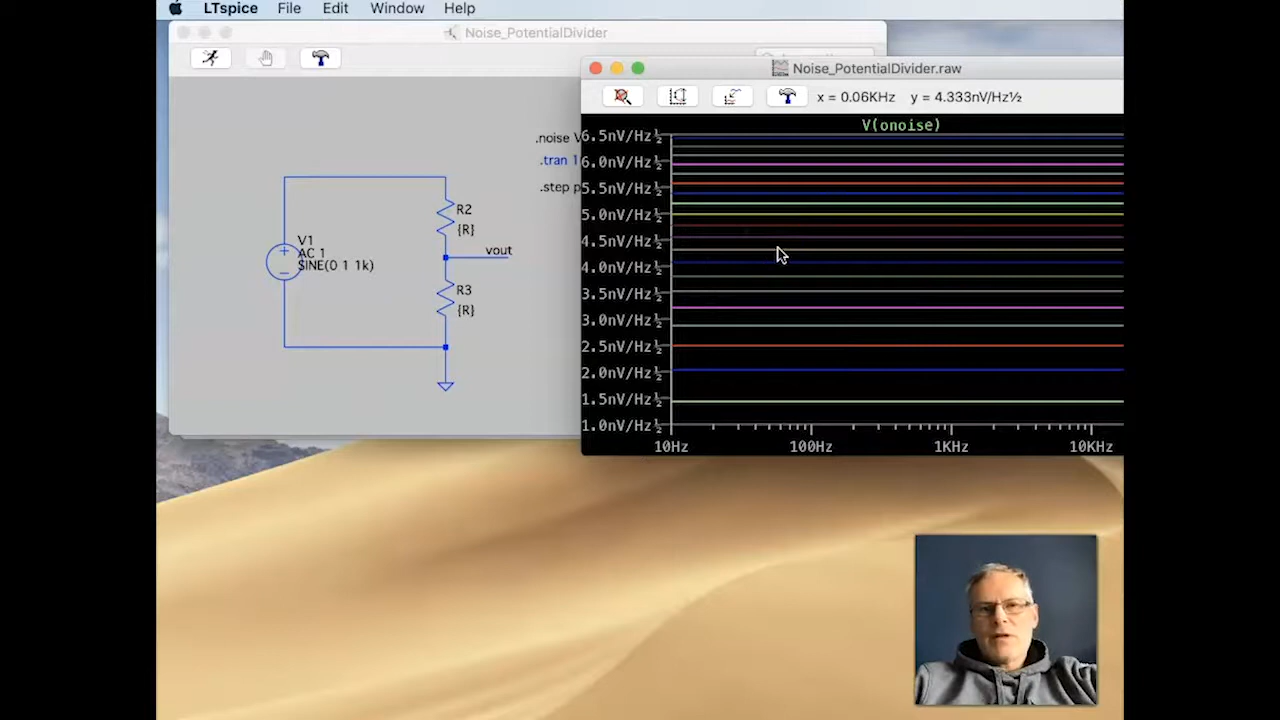 LTspice File Edit Window Help
Noise_PotentialDivider
Noise_PotentialDivider.raw
x = 0.06KHz y = 4.333nV/Hz½
V(onoise)
.noise V
.tran 1
.step p
R2
{R}
V1
AC 1
SINE(0 1 1k)
vout
R3
{R}
6.5nV/Hz½
6.0nV/Hz½
5.5nV/Hz½
5.0nV/Hz½
4.5nV/Hz½
4.0nV/Hz½
3.5nV/Hz½
3.0nV/Hz½
2.5nV/Hz½
2.0nV/Hz½
1.5nV/Hz½
1.0nV/Hz½
10Hz 100Hz 1KHz 10KHz